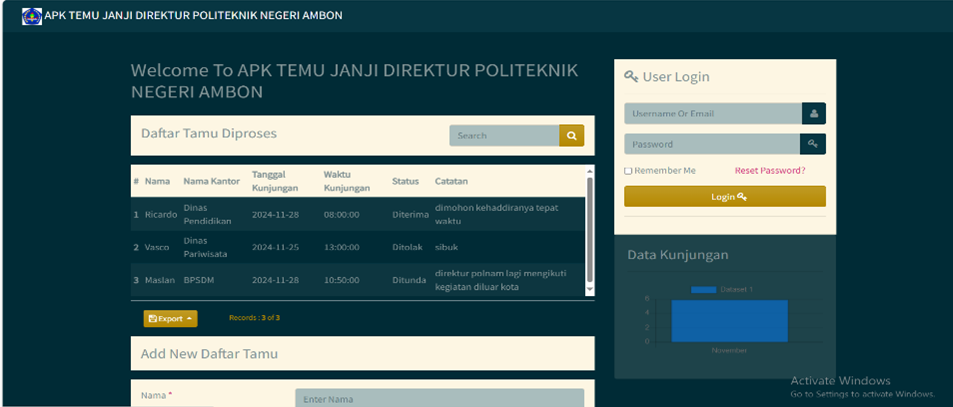 APK TEMU JANJI DIREKTUR POLITEKNIK NEGERI AMBON
Welcome To APK TEMU JANJI DIREKTUR POLITEKNIK
NEGERI AMBON
Daftar Tamu Diproses
Search
# Nama Nama Kantor Tanggal Kunjungan Waktu Kunjungan Status Catatan
1 Ricardo Dinas Pendidikan 2024-11-28 08:00:00 Diterima dimohon kehaddiranya tepat waktu
2 Vasco Dinas Pariwisata 2024-11-25 13:00:00 Ditolak sibuk
3 Maslan BPSDM 2024-11-28 10:50:00 Ditunda direktur polnam lagi mengikuti kegiatan diluar kota
Export
Records : 3 of 3
Add New Daftar Tamu
Nama *
Enter Nama
User Login
Username Or Email
Password
Remember Me
Reset Password?
Login
Data Kunjungan
Dataset 1
6
4
2
0
November
Activate Windows
Go to Settings to activate Windows.